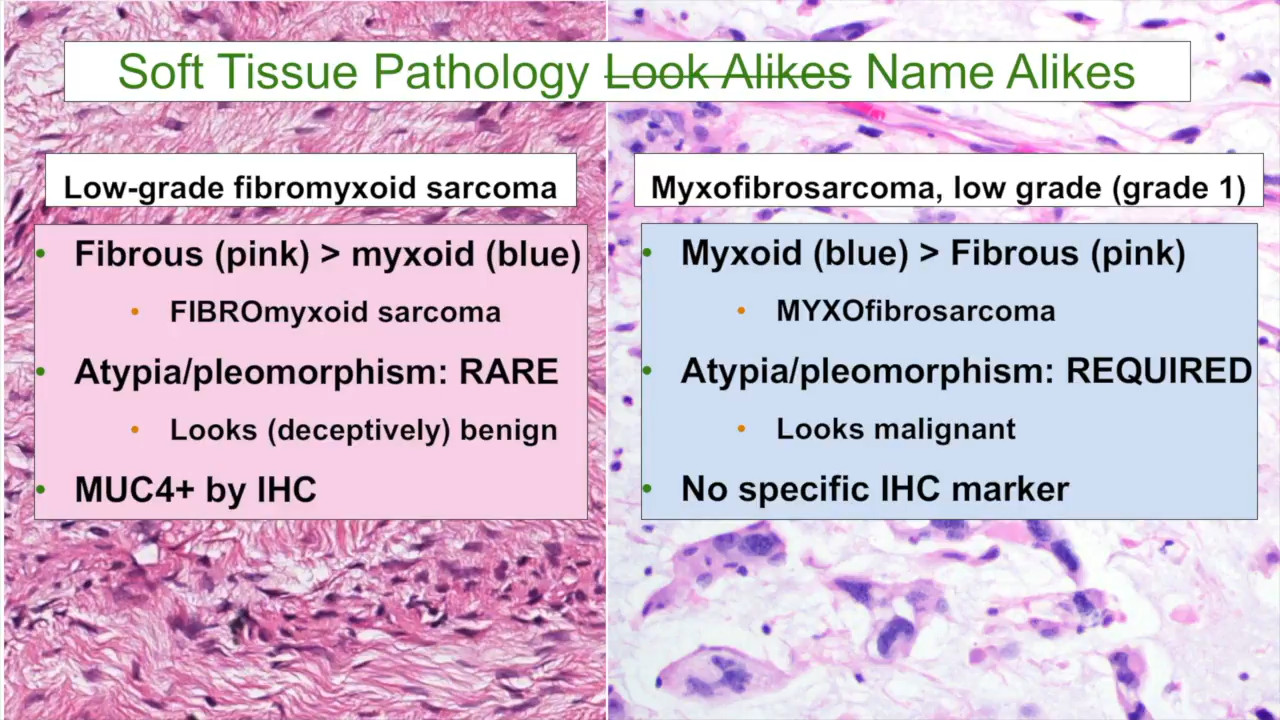 Soft Tissue Pathology Look Alikes Name Alikes
Low-grade fibromyxoid sarcoma
• Fibrous (pink) > myxoid (blue)
• FIBROmyxoid sarcoma
• Atypia/pleomorphism: RARE
• Looks (deceptively) benign
• MUC4+ by IHC
Myxofibrosarcoma, low grade (grade 1)
• Myxoid (blue) > Fibrous (pink)
• MYXOfibrosarcoma
• Atypia/pleomorphism: REQUIRED
• Looks malignant
• No specific IHC marker